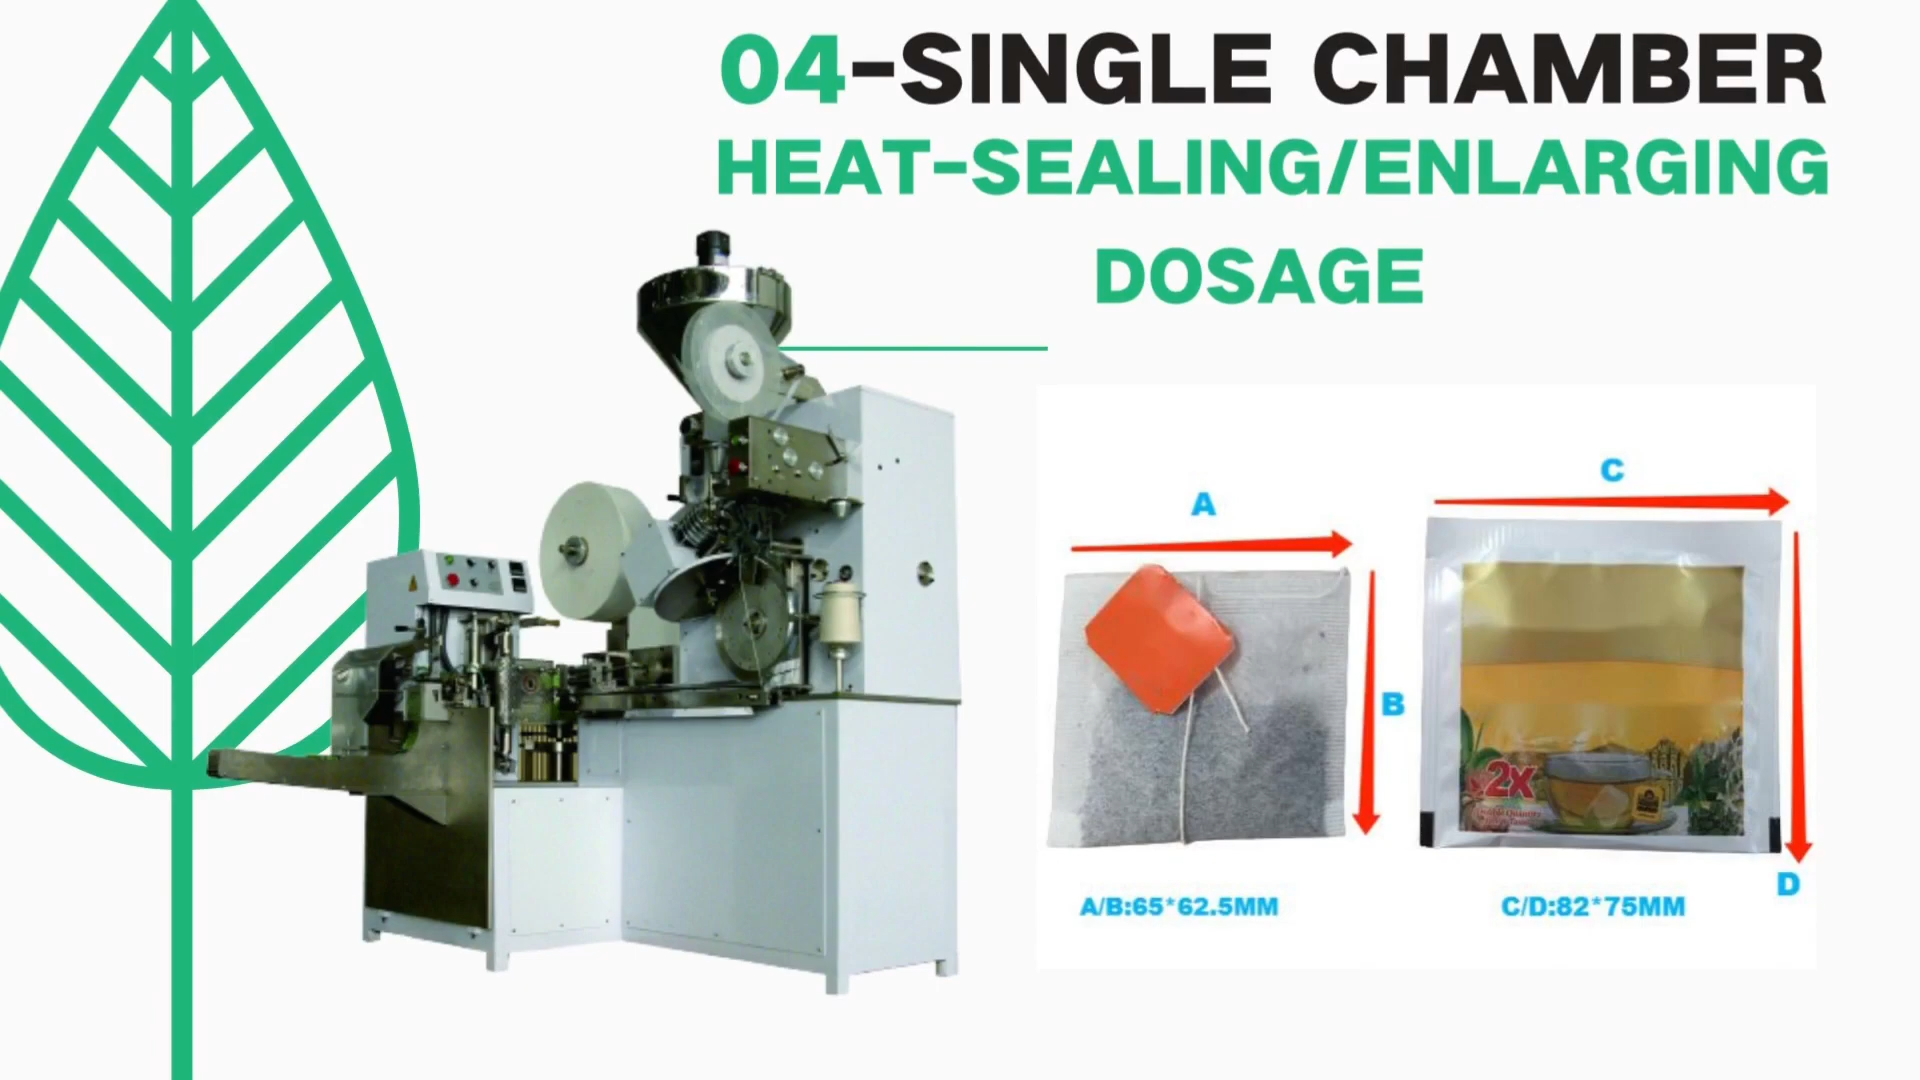 04-SINGLE CHAMBER
HEAT-SEALING/ENLARGING
DOSAGE
A
B
C
D
2X
A/B:65*62.5MM
C/D:82*75MM